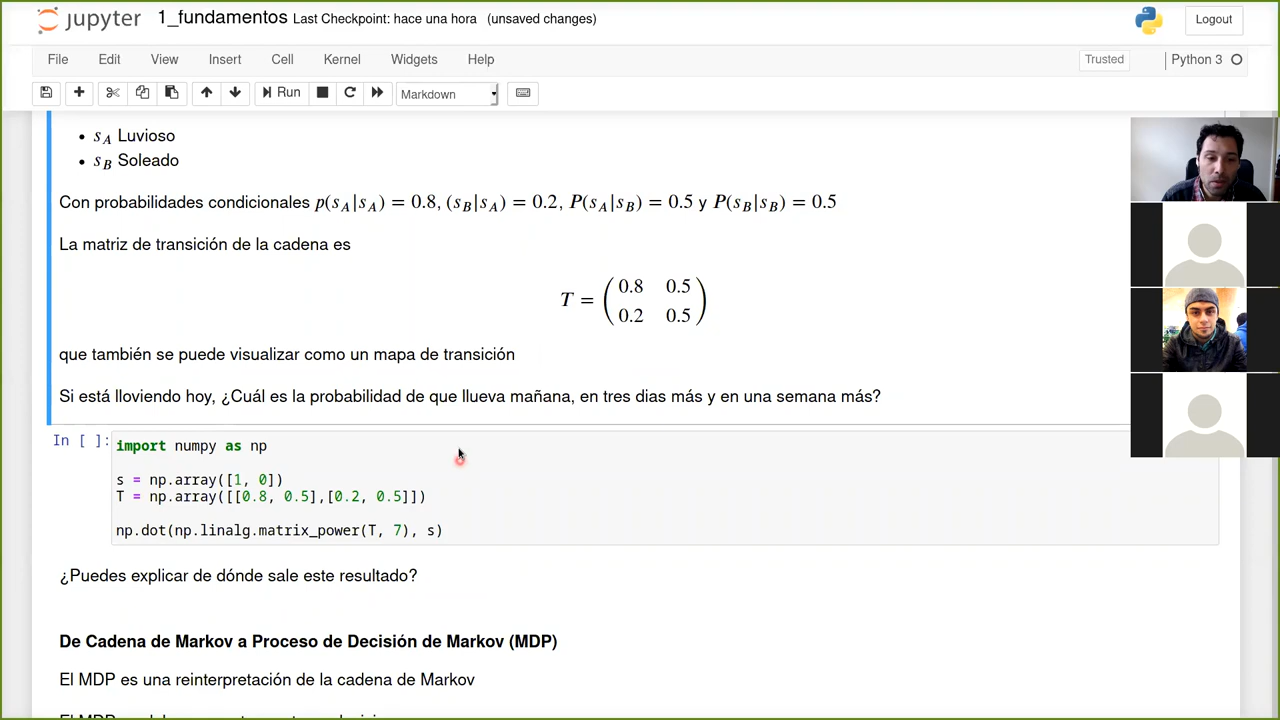 jupyter 1_fundamentos Last Checkpoint: hace una hora (unsaved changes) Logout
File Edit View Insert Cell Kernel Widgets Help Trusted Python 3
Run Markdown
• s_A Luvioso
• s_B Soleado
Con probabilidades condicionales p(s_A|s_A) = 0.8, (s_B|s_A) = 0.2, P(s_A|s_B) = 0.5 y P(s_B|s_B) = 0.5
La matriz de transición de la cadena es
0.8 0.5
T =
0.2 0.5
que también se puede visualizar como un mapa de transición
Si está lloviendo hoy, ¿Cuál es la probabilidad de que llueva mañana, en tres dias más y en una semana más?
In [ ]: import numpy as np
s = np.array([1, 0])
T = np.array([[0.8, 0.5],[0.2, 0.5]])
np.dot(np.linalg.matrix_power(T, 7), s)
¿Puedes explicar de dónde sale este resultado?
De Cadena de Markov a Proceso de Decisión de Markov (MDP)
El MDP es una reinterpretación de la cadena de Markov